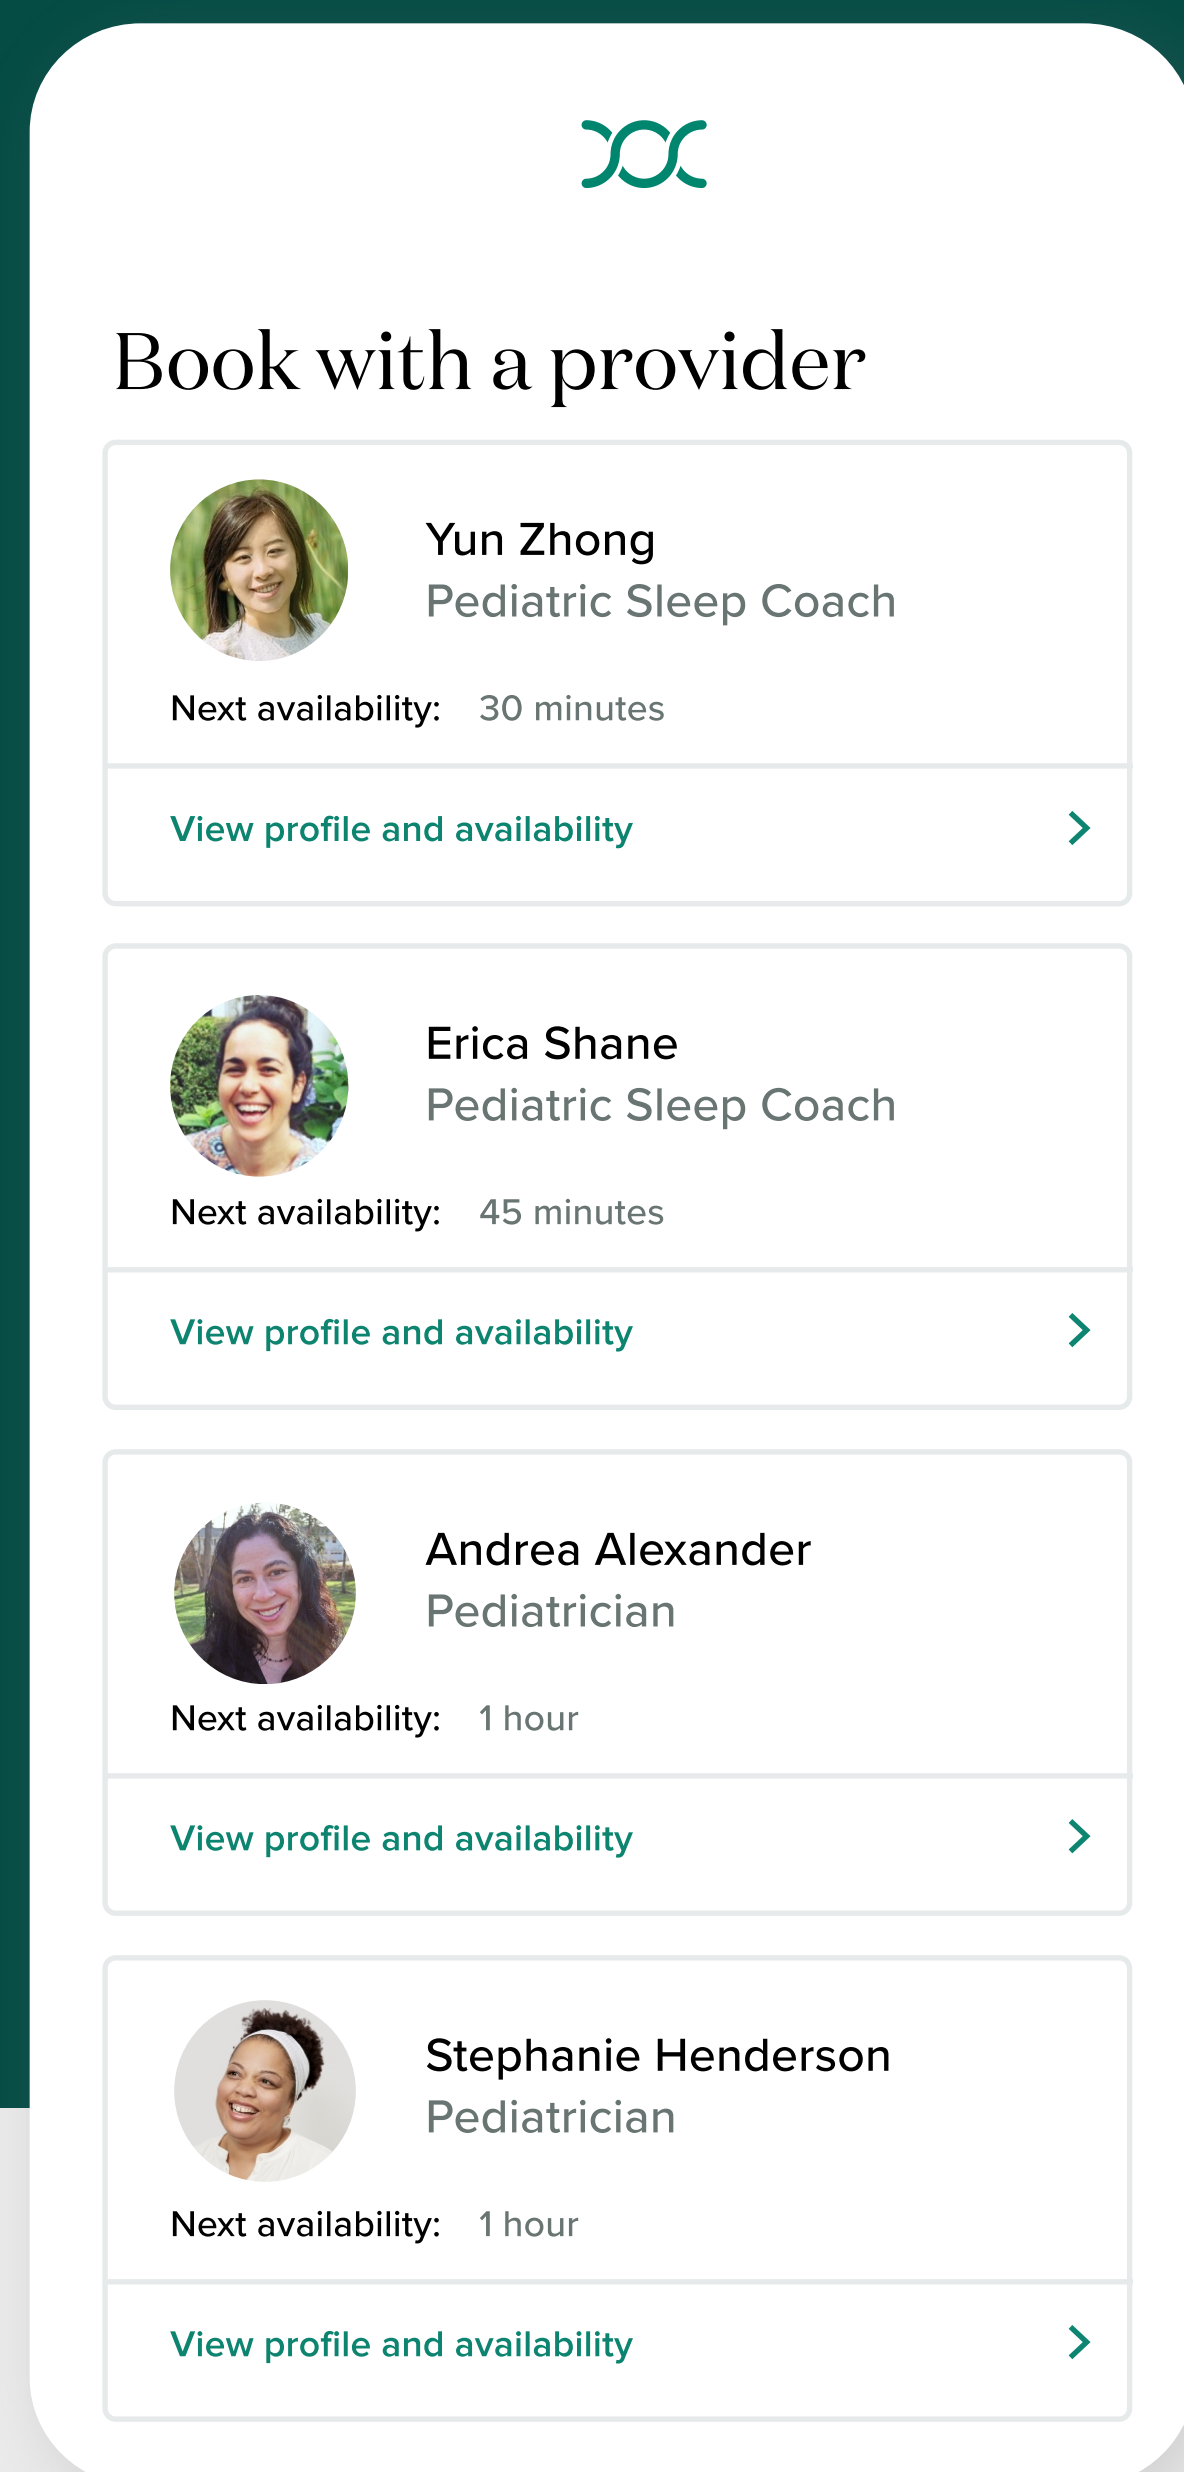 Book with a provider
Yun Zhong
Pediatric Sleep Coach
Next availability: 30 minutes
View profile and availability
Erica Shane
Pediatric Sleep Coach
Next availability: 45 minutes
View profile and availability
Andrea Alexander
Pediatrician
Next availability: 1 hour
View profile and availability
Stephanie Henderson
Pediatrician
Next availability: 1 hour
View profile and availability